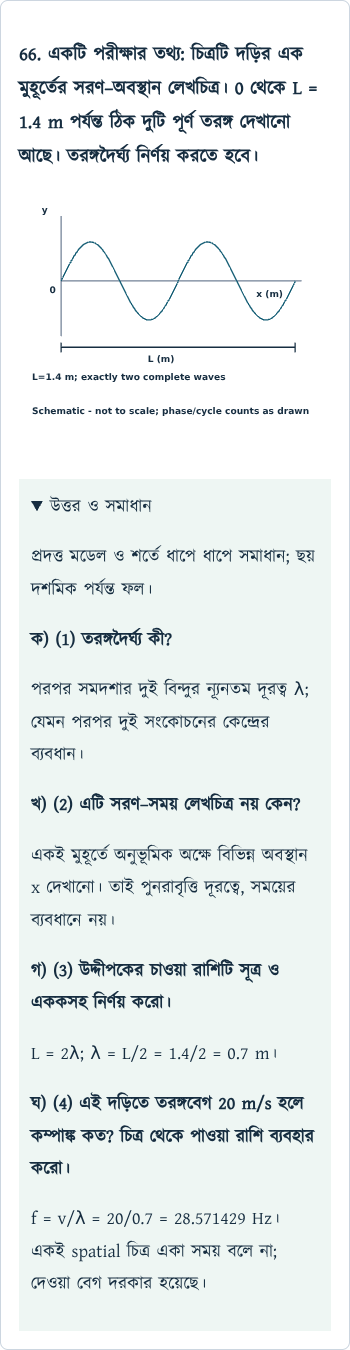 66. একটি পরীক্ষার তথ্য: চিত্রটি দড়ির এক
মুহূর্তের সরণ–অবস্থান লেখচিত্র। 0 থেকে L =
1.4 m পর্যন্ত ঠিক দুটি পূর্ণ তরঙ্গ দেখানো
আছে। তরঙ্গদৈর্ঘ্য নির্ণয় করতে হবে।
y
0
x (m)
L (m)
L=1.4 m; exactly two complete waves
Schematic - not to scale; phase/cycle counts as drawn
▼ উত্তর ও সমাধান
প্রদত্ত মডেল ও শর্তে ধাপে ধাপে সমাধান; ছয়
দশমিক পর্যন্ত ফল।
ক) (1) তরঙ্গদৈর্ঘ্য কী?
পরপর সমদশার দুই বিন্দুর ন্যূনতম দূরত্ব λ;
যেমন পরপর দুই সংকোচনের কেন্দ্রের
ব্যবধান।
খ) (2) এটি সরণ–সময় লেখচিত্র নয় কেন?
একই মুহূর্তে অনুভূমিক অক্ষে বিভিন্ন অবস্থান
x দেখানো। তাই পুনরাবৃত্তি দূরত্বে, সময়ের
ব্যবধানে নয়।
গ) (3) উদ্দীপকের চাওয়া রাশিটি সূত্র ও
এককসহ নির্ণয় করো।
L = 2λ; λ = L/2 = 1.4/2 = 0.7 m।
ঘ) (4) এই দড়িতে তরঙ্গবেগ 20 m/s হলে
কম্পাঙ্ক কত? চিত্র থেকে পাওয়া রাশি ব্যবহার
করো।
f = v/λ = 20/0.7 = 28.571429 Hz।
একই spatial চিত্র একা সময় বলে না;
দেওয়া বেগ দরকার হয়েছে।